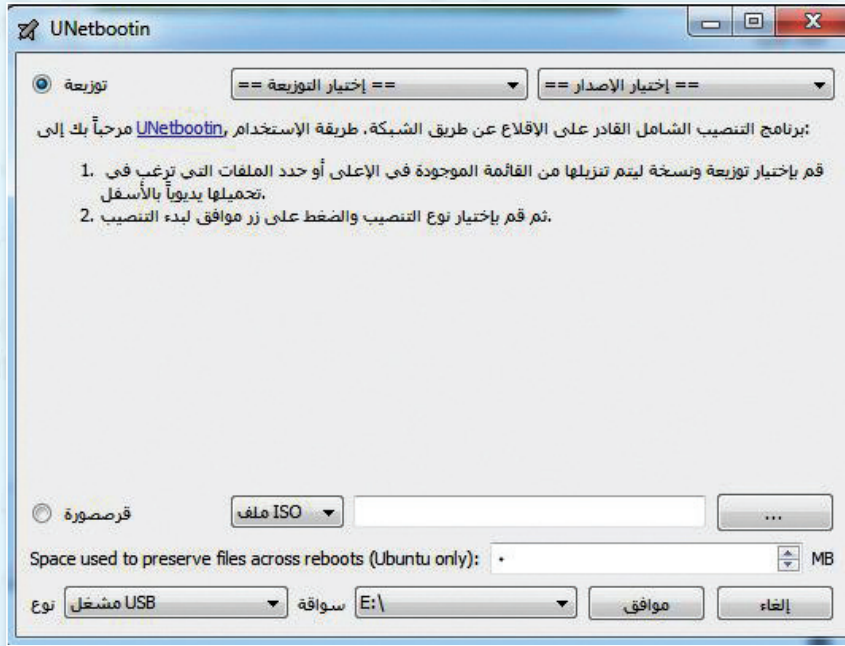 UNetbootin
توزيعة == إختيار التوزيعة == == إختيار الإصدار ==
مرحباً بك إلى UNetbootin, برنامج التنصيب الشامل القادر على الإقلاع عن طريق الشبكة. طريقة الإستخدام:
1. قم بإختيار توزيعة ونسخة ليتم تنزيلها من القائمة الموجودة في الإعلى أو حدد الملفات التي ترغب في
تحميلها يديوياً بالأسفل.
2. ثم قم بإختيار نوع التنصيب والضغط على زر موافق لبدء التنصيب.
قرصصورة ملف ISO ...
Space used to preserve files across reboots (Ubuntu only): ٠ MB
نوع مشغل USB سواقة E:\ موافق إلغاء